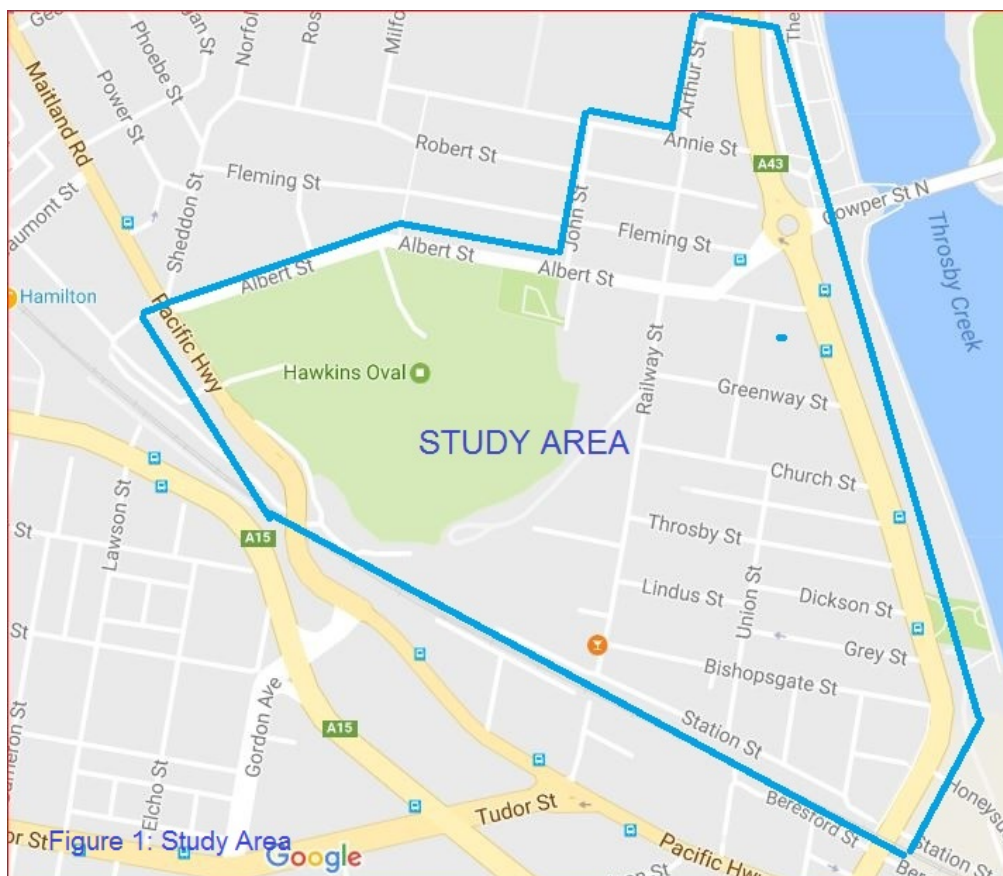 Phoebe St
Norfolk
Milford
Power St
Maitland Rd
Arthur St
Annie St
Robert St
A43
Sheddon St
Fleming St
John St
Fleming St
Cowper St N
Albert St
Albert St
Albert St
Throsby Creek
Hamilton
Pacific Hwy
Hawkins Oval
Railway St
Greenway St
STUDY AREA
Church St
Lawson St
A15
Throsby St
Union St
Lindus St
Dickson St
Grey St
Bishopsgate St
Gordon Ave
A15
Station St
Elcho St
Tudor St
Beresford St
Station St
Figure 1: Study Area
Google
Pacific Hwy